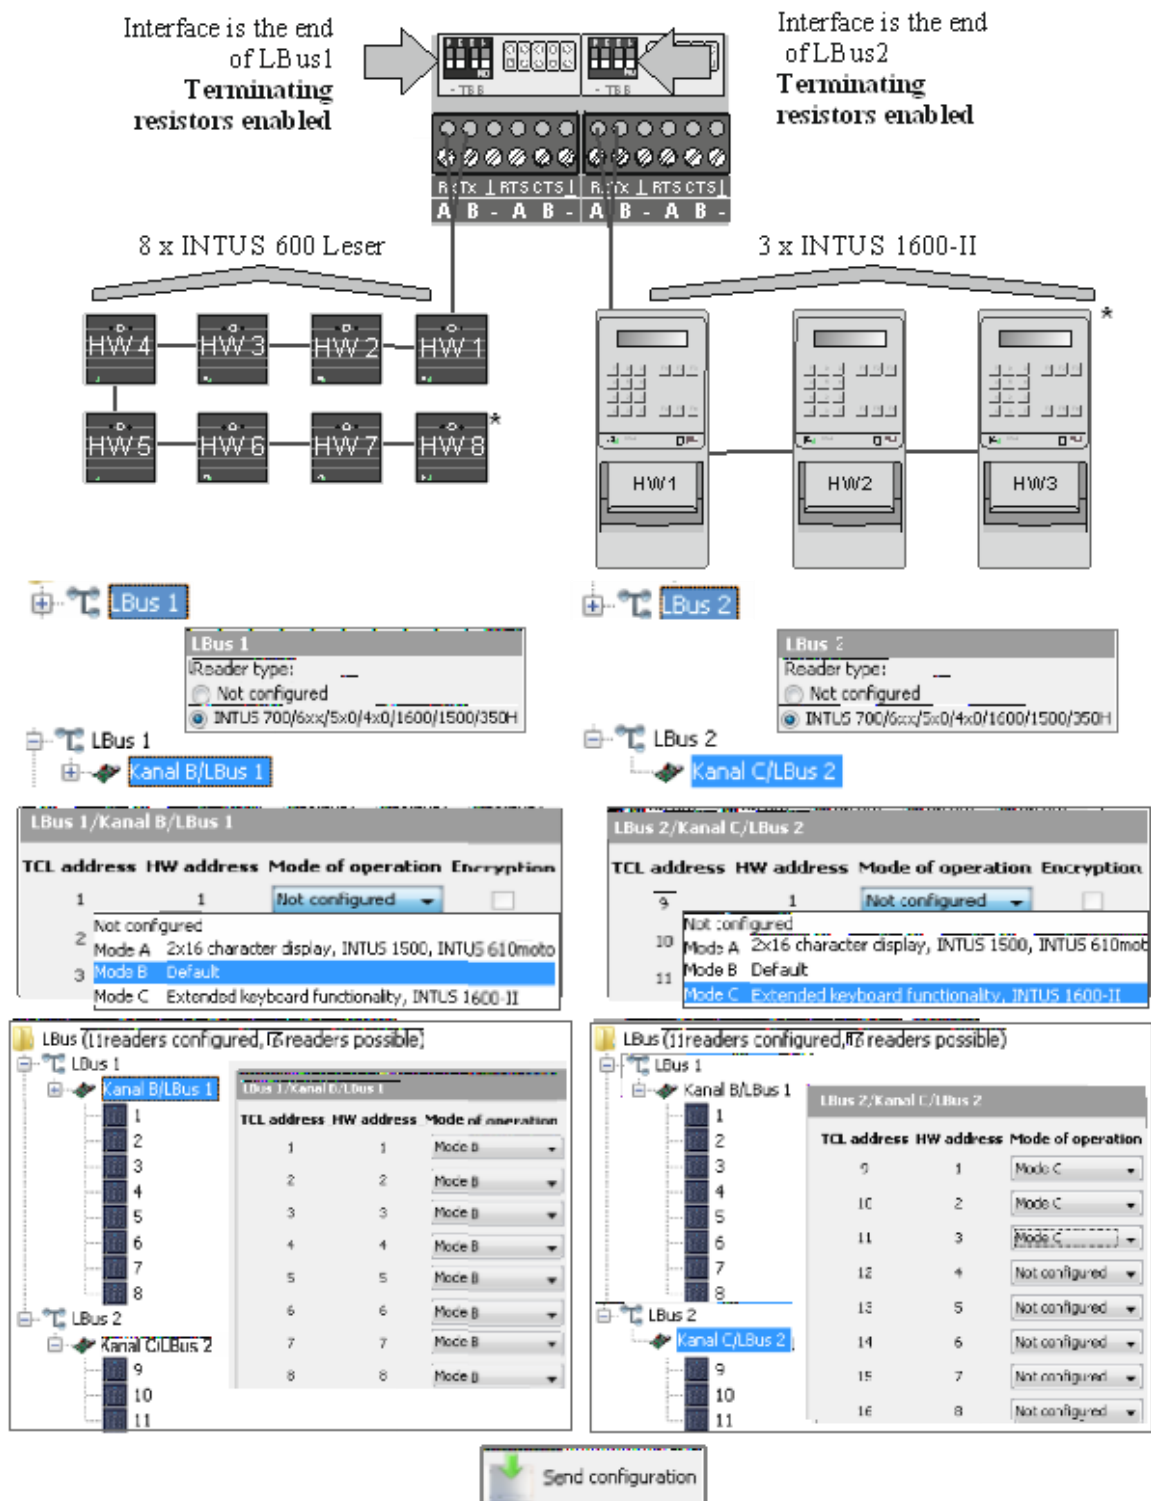 Interface is the end
of LBus1
Terminating
resistors enabled
Interface is the end
of LBus2
Terminating
resistors enabled
- TBB
- TBB
Rx Tx ⊥ RTS CTS ⊥
Rx Tx ⊥ RTS CTS ⊥
A B - A B -
A B - A B -
8 x INTUS 600 Leser
3 x INTUS 1600-II
HW4 HW3 HW2 HW1
HW5 HW6 HW7 HW8 *
*
HW1 HW2 HW3
LBus 1
LBus 1
Reader type:
Not configured
INTUS 700/6xx/5x0/4x0/1600/1500/350H
LBus 1
Kanal B/LBus 1
LBus 2
LBus 2
Reader type:
Not configured
INTUS 700/6xx/5x0/4x0/1600/1500/350H
LBus 2
Kanal C/LBus 2
LBus 1/Kanal B/LBus 1
TCL address HW address Mode of operation Encryption
1 1 Not configured
Not configured
2 Mode A 2x16 character display, INTUS 1500, INTUS 610moto
3 Mode B Default
Mode C Extended keyboard functionality, INTUS 1600-II
LBus 2/Kanal C/LBus 2
TCL address HW address Mode of operation Encryption
9 1 Not configured
Not configured
10 Mode A 2x16 character display, INTUS 1500, INTUS 610mot
11 Mode B Default
Mode C Extended keyboard functionality, INTUS 1600-II
LBus (11readers configured, 16 readers possible)
LBus 1
Kanal B/LBus 1
1
2
3
4
5
6
7
8
LBus 2
Kanal C/LBus 2
9
10
11
LBus 1/Kanal B/LBus 1
TCL address HW address Mode of operation
1 1 Mode B
2 2 Mode B
3 3 Mode B
4 4 Mode B
5 5 Mode B
6 6 Mode B
7 7 Mode B
8 8 Mode B
LBus (11readers configured, 16 readers possible)
LBus 1
Kanal B/LBus 1
1
2
3
4
5
6
7
8
LBus 2
Kanal C/LBus 2
9
10
11
LBus 2/Kanal C/LBus 2
TCL address HW address Mode of operation
9 1 Mode C
10 2 Mode C
11 3 Mode C
12 4 Not configured
13 5 Not configured
14 6 Not configured
15 7 Not configured
16 8 Not configured
Send configuration